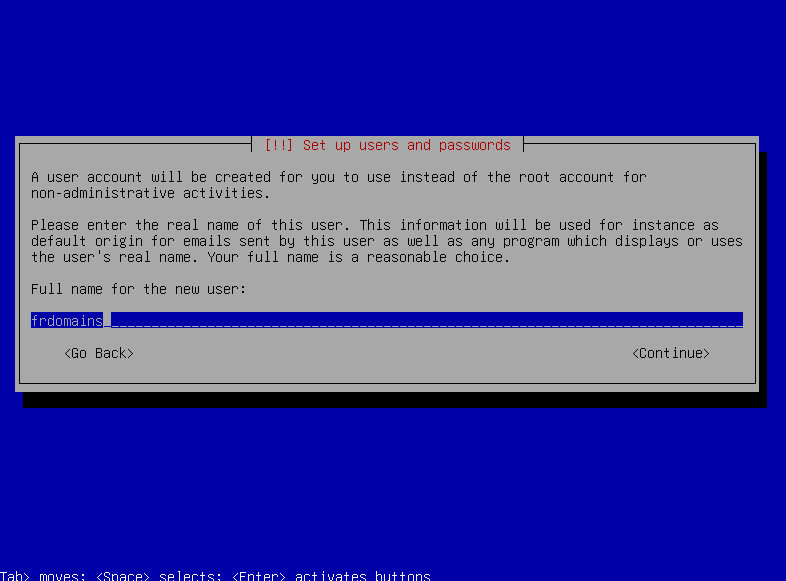 [!!] Set up users and passwords
A user account will be created for you to use instead of the root account for
non-administrative activities.
Please enter the real name of this user. This information will be used for instance as
default origin for emails sent by this user as well as any program which displays or uses
the user's real name. Your full name is a reasonable choice.
Full name for the new user:
frdomains
<Go Back> <Continue>
Tab> moves; <Space> selects; <Enter> activates buttons